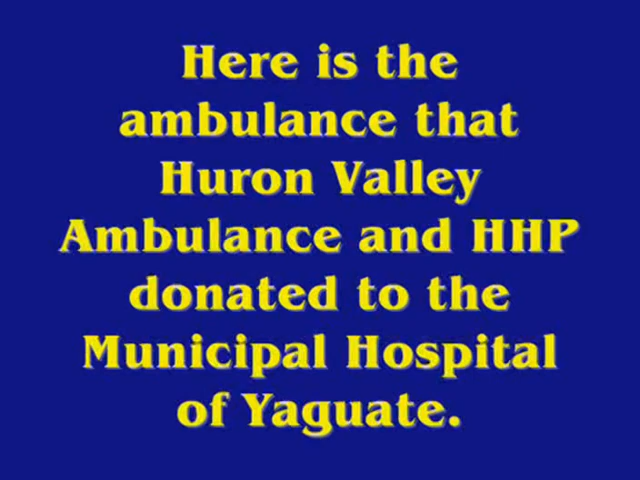 Here is the
ambulance that
Huron Valley
Ambulance and HHP
donated to the
Municipal Hospital
of Yaguate.